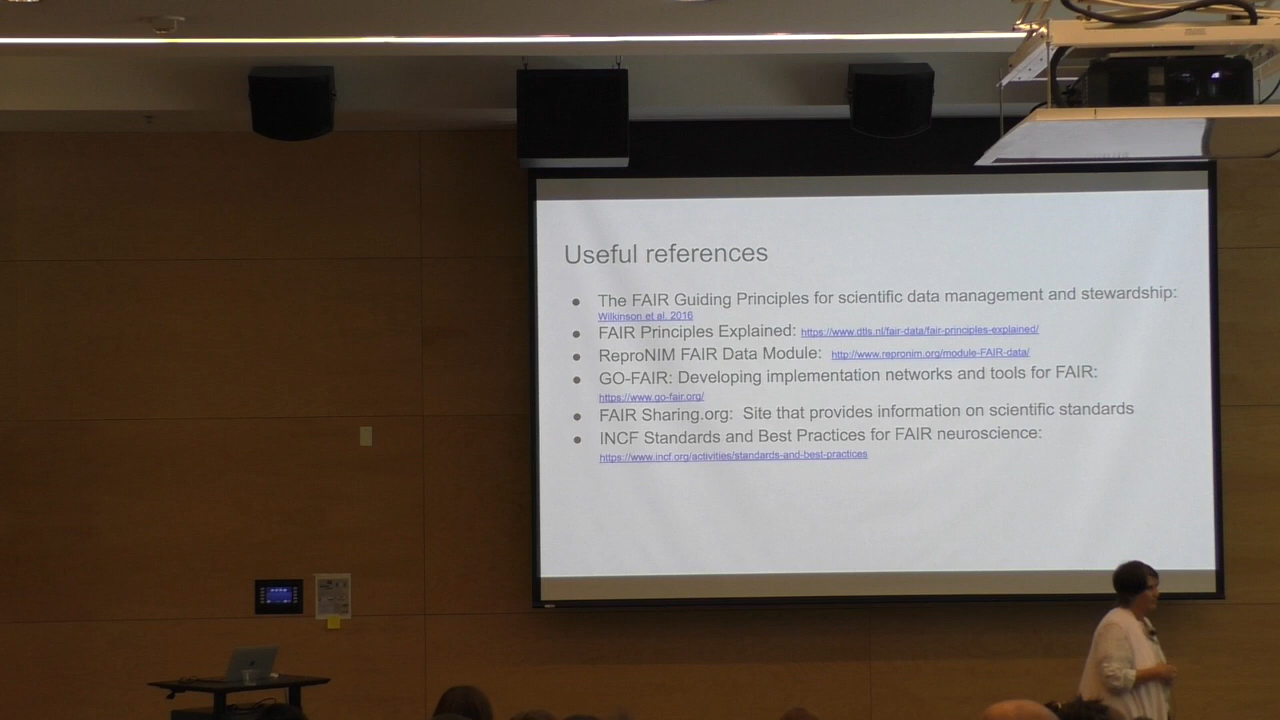 Useful references
● The FAIR Guiding Principles for scientific data management and stewardship:
Wilkinson et al. 2016
● FAIR Principles Explained: https://www.dtls.nl/fair-data/fair-principles-explained/
● ReproNIM FAIR Data Module: http://www.repronim.org/module-FAIR-data/
● GO-FAIR: Developing implementation networks and tools for FAIR:
https://www.go-fair.org/
● FAIR Sharing.org: Site that provides information on scientific standards
● INCF Standards and Best Practices for FAIR neuroscience:
https://www.incf.org/activities/standards-and-best-practices